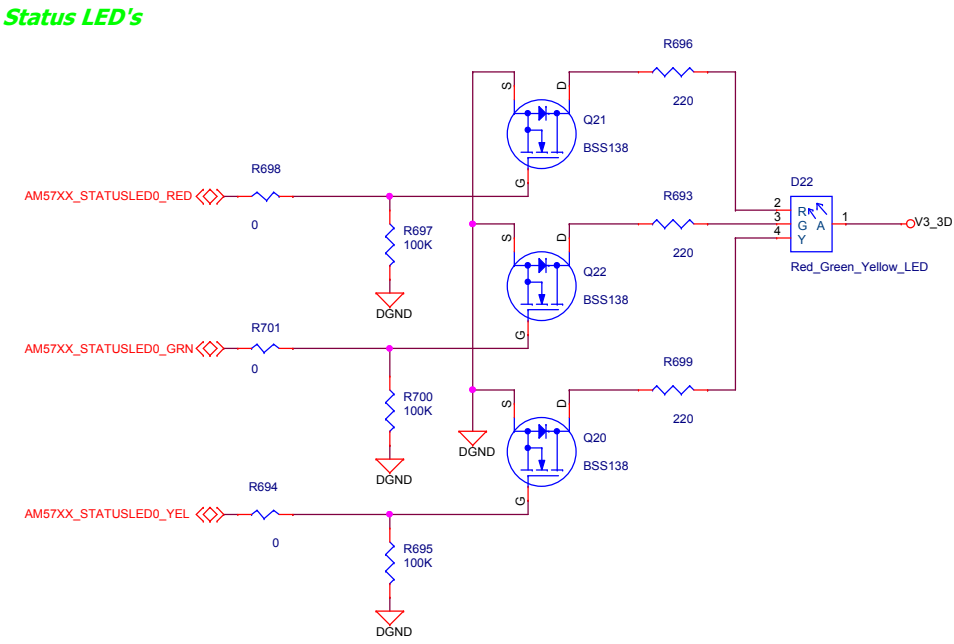 Status LED's
R696
S
D
220
Q21
BSS138
R698
G
D22
AM57XX_STATUSLED0_RED
0
R693
2
R
3
G
A
1
V3_3D
4
Y
R697
100K
S
D
220
Q22
BSS138
Red_Green_Yellow_LED
DGND
R701
G
AM57XX_STATUSLED0_GRN
0
R699
R700
100K
S
D
220
Q20
BSS138
DGND
DGND
R694
G
AM57XX_STATUSLED0_YEL
0
R695
100K
DGND